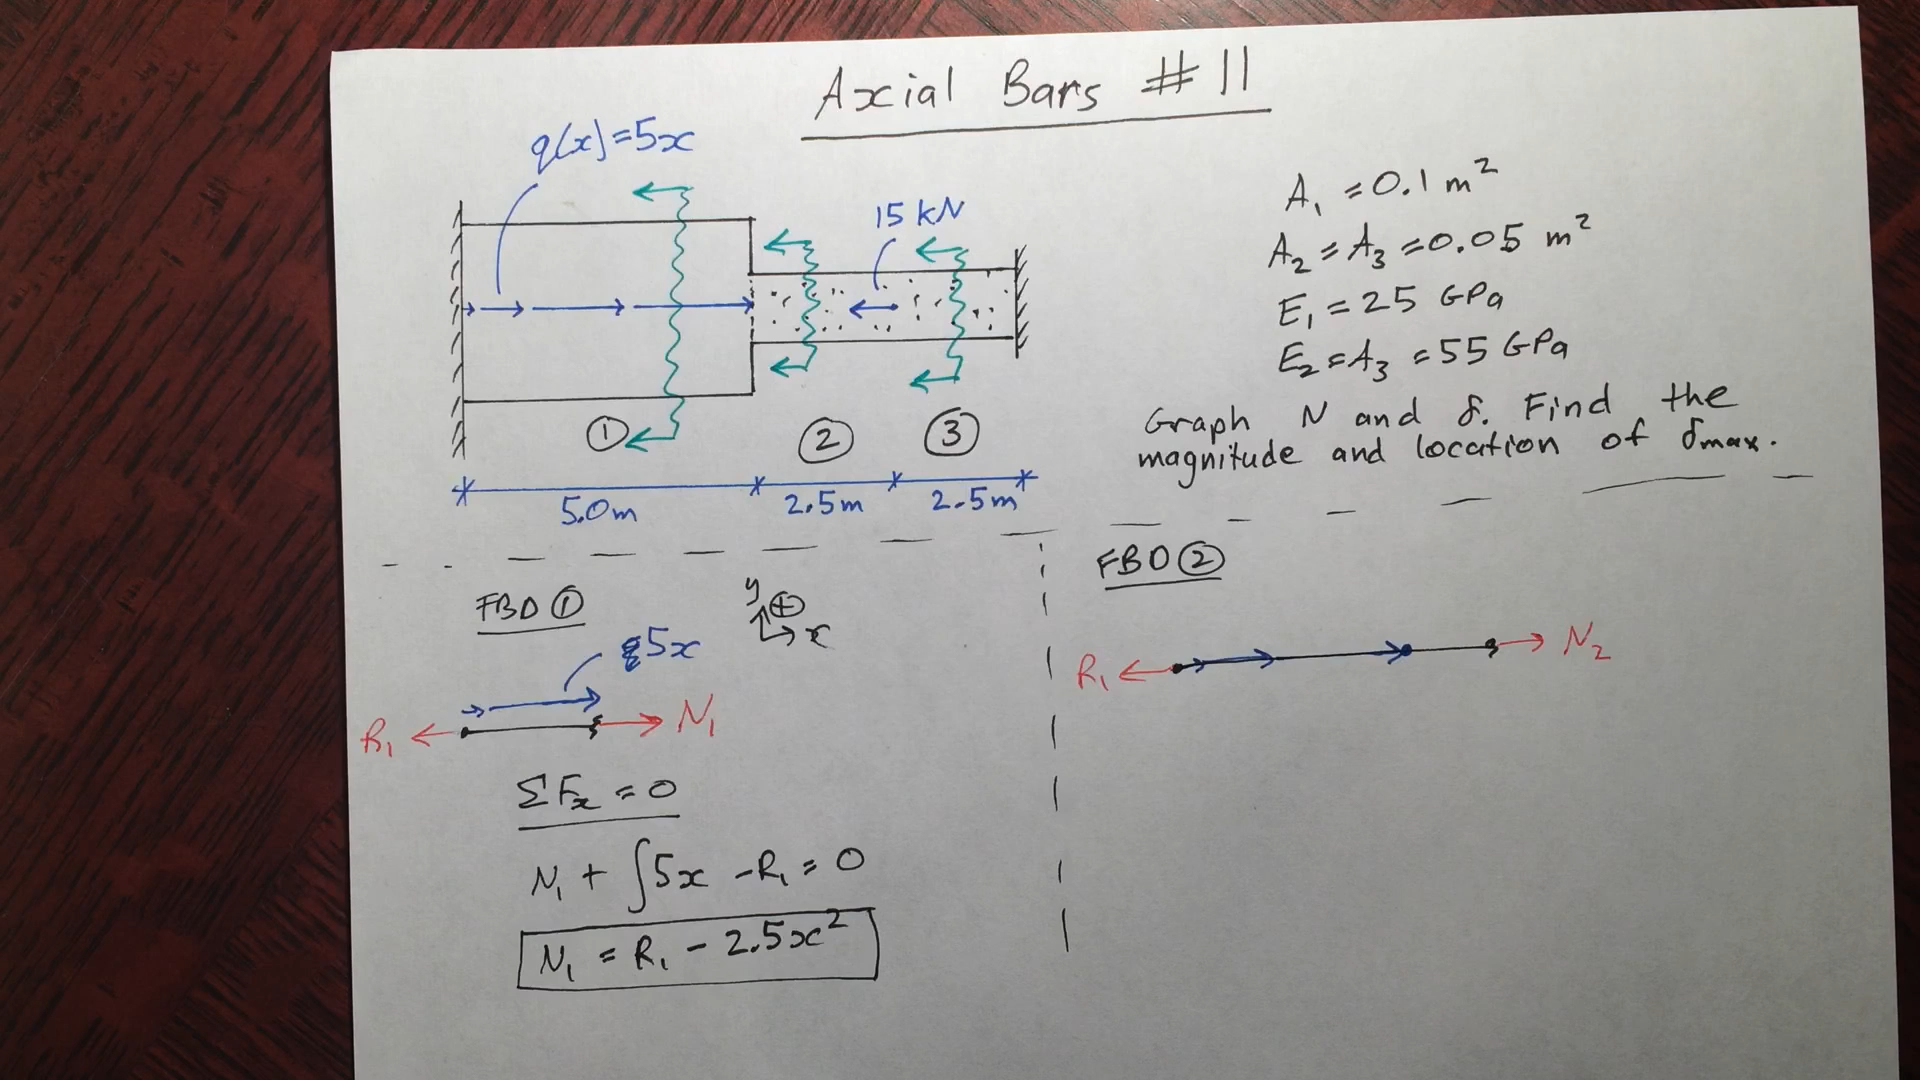 Axial Bars #11
q(x)=5x
15 kN
① ② ③
5.0m 2.5m 2.5m
A₁ = 0.1 m²
A₂ = A₃ = 0.05 m²
E₁ = 25 GPa
E₂ = A₃ = 55 GPa
Graph N and δ. Find the
magnitude and location of δmax.
FBD ①
y ⊕
x
5x
R₁ N₁
ΣFx = 0
N₁ + ∫5x - R₁ = 0
N₁ = R₁ - 2.5x²
FBD ②
R₁ N₂